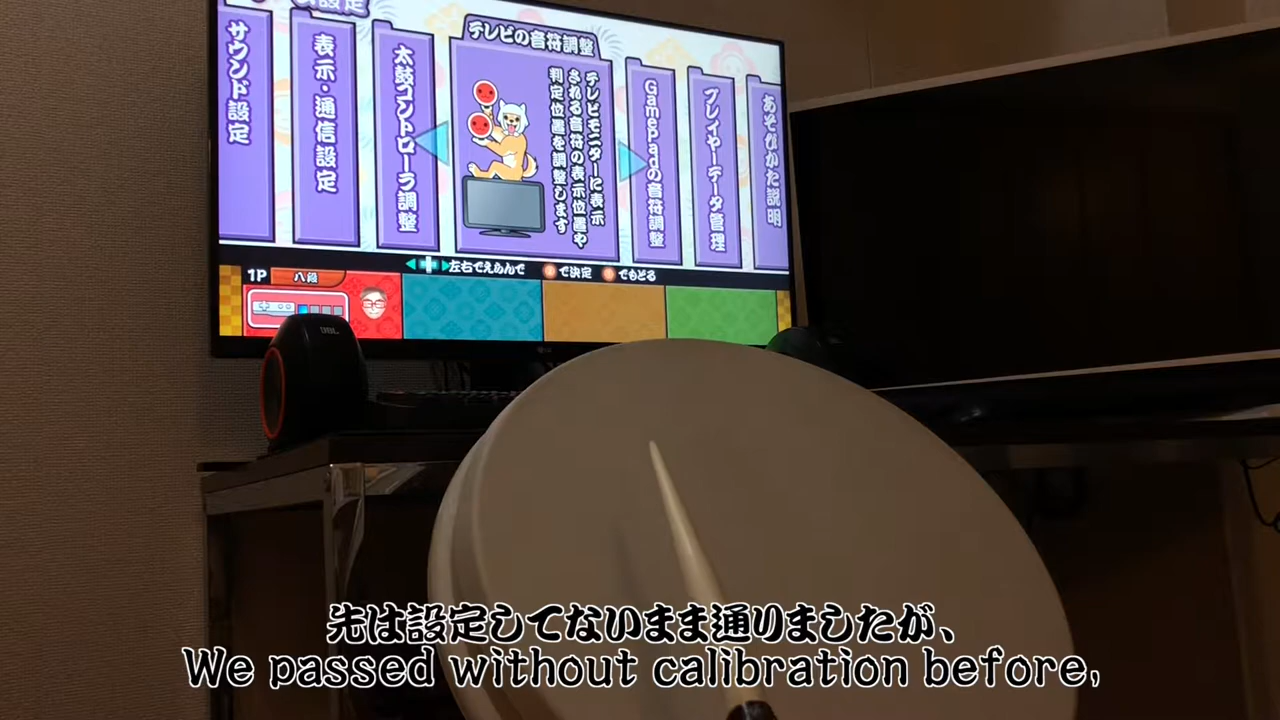 サウンド設定
表示・通信設定
太鼓コントローラ調整
テレビの音符調整
テレビモニターに表示
される音符の表示位置や
判定位置を調整します
Gamepadの音符調整
プレイヤーデータ管理
あそびかた説明
左右でえらんで
で決定
でもどる
1P
八段
JBL
LG
先は設定してないまま通りましたが、
We passed without calibration before,